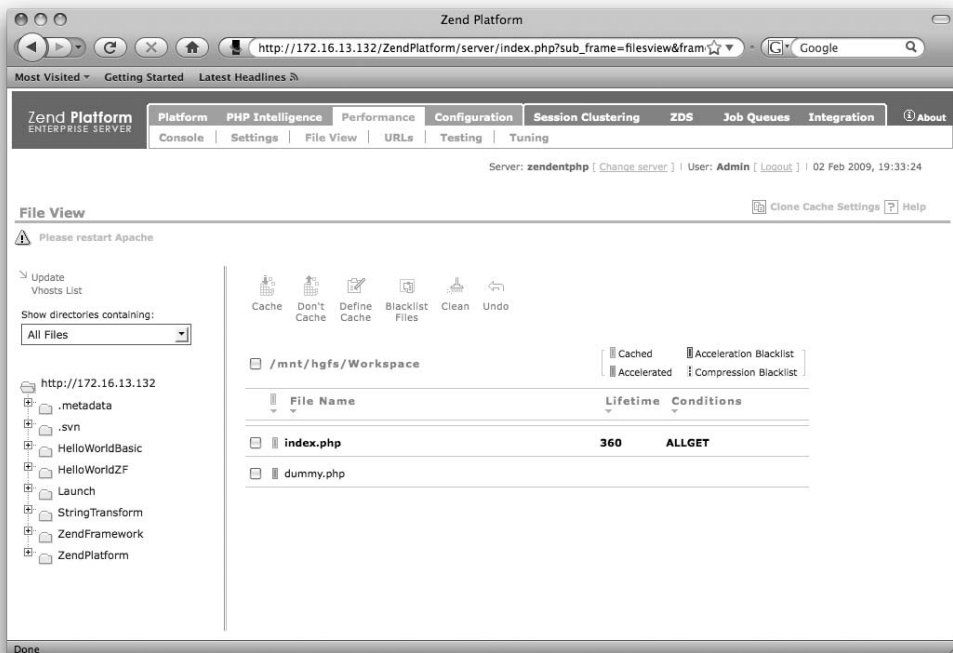 Zend Platform
http://172.16.13.132/ZendPlatform/server/index.php?sub_frame=filesview&fram
G Google
Most Visited Getting Started Latest Headlines
Zend Platform
ENTERPRISE SERVER
Platform PHP Intelligence Performance Configuration Session Clustering ZDS Job Queues Integration About
Console Settings File View URLs Testing Tuning
Server: zendentphp [ Change server ] | User: Admin [ Logout ] | 02 Feb 2009, 19:33:24
File View
Clone Cache Settings ? Help
Please restart Apache
Update
Vhosts List
Show directories containing:
All Files
http://172.16.13.132
.metadata
.svn
HelloWorldBasic
HelloWorldZF
Launch
StringTransform
ZendFramework
ZendPlatform
Cache Don't Cache Define Cache Blacklist Files Clean Undo
/mnt/hgfs/Workspace
Cached Acceleration Blacklist
Accelerated Compression Blacklist
File Name Lifetime Conditions
index.php 360 ALLGET
dummy.php
Done